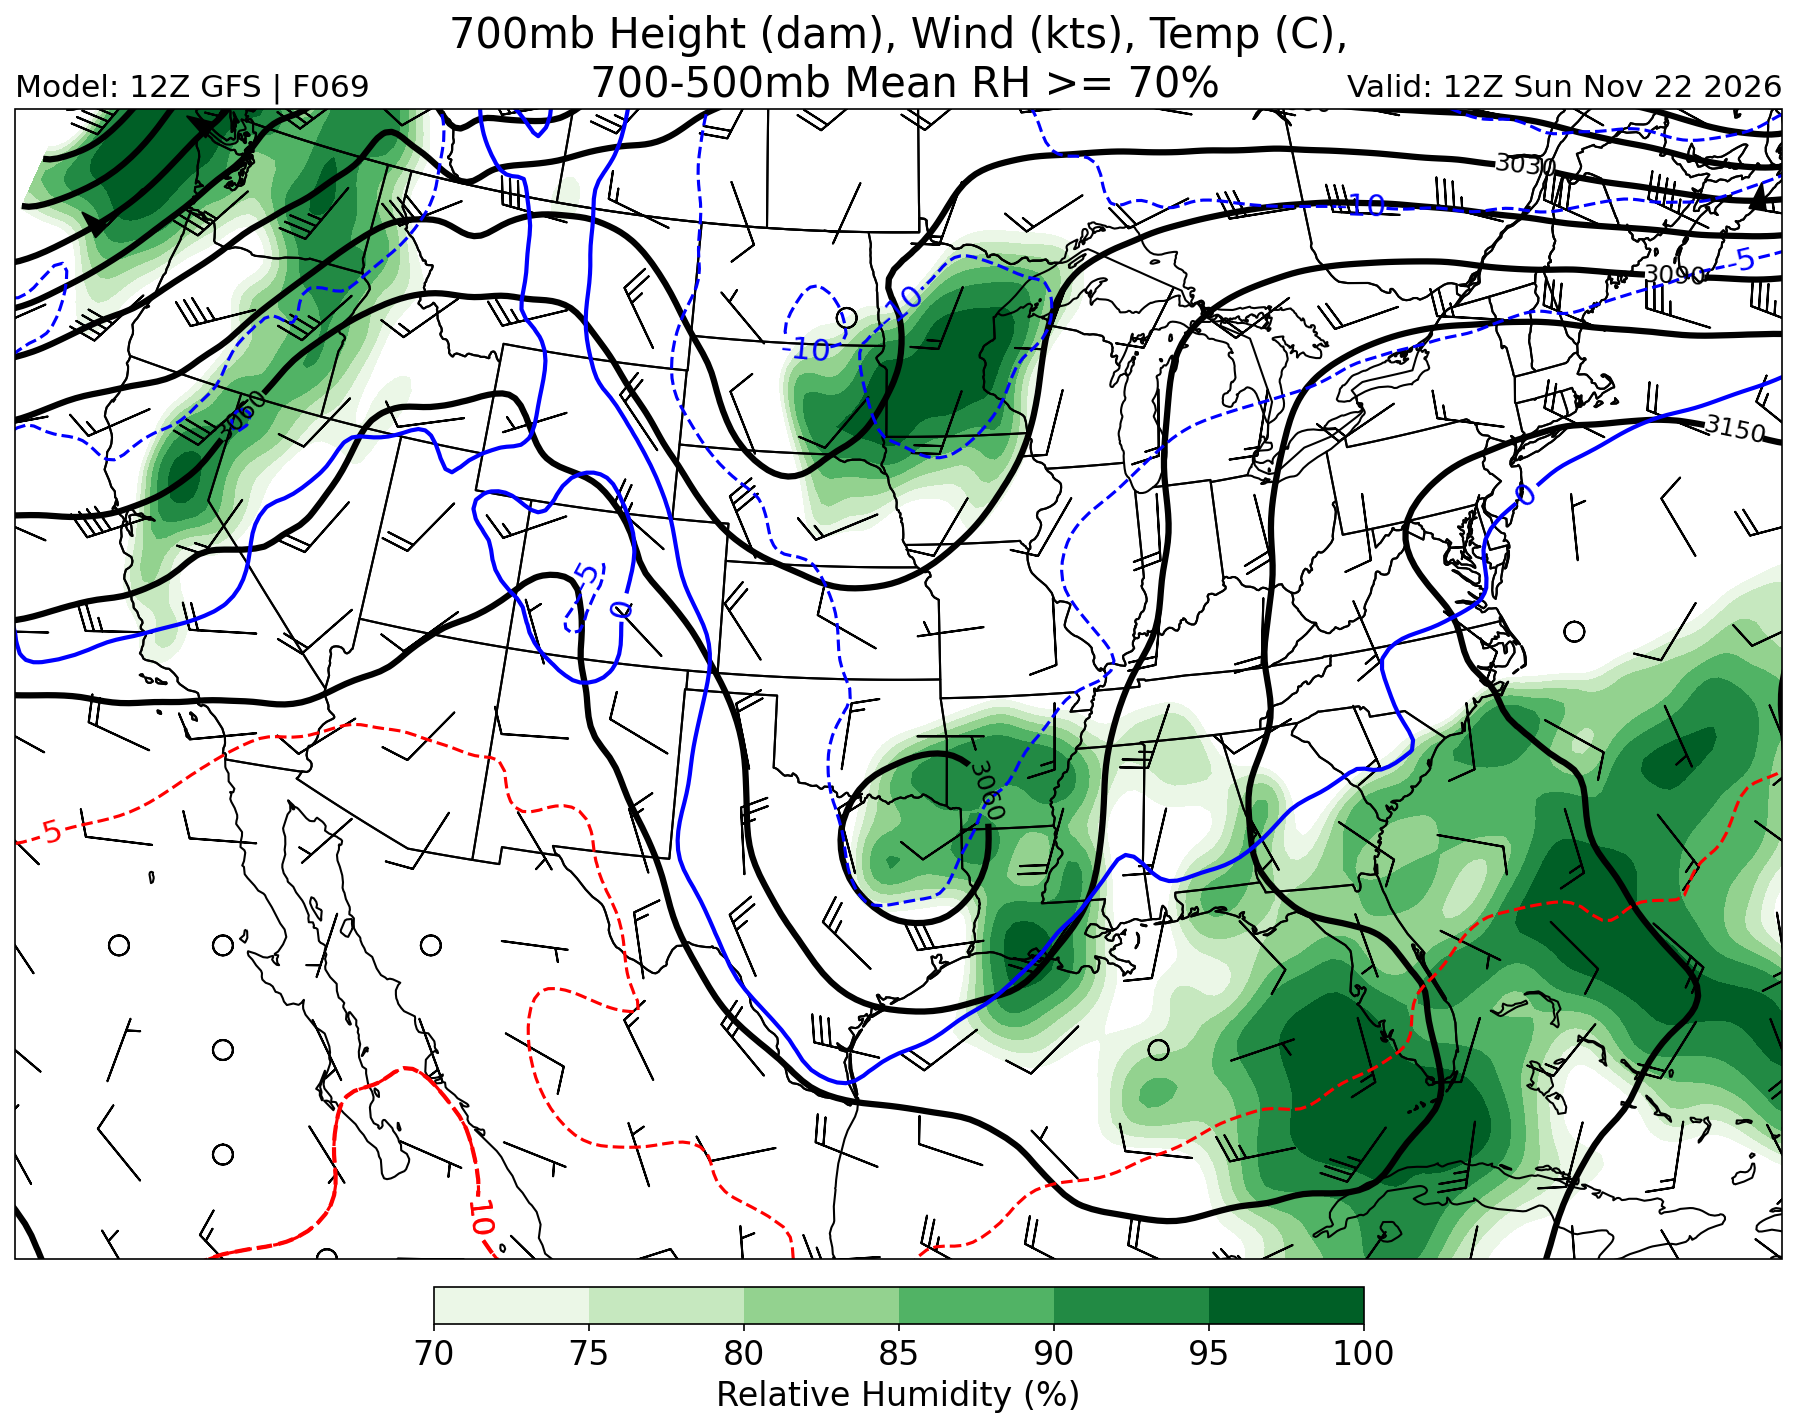 700mb Height (dam), Wind (kts), Temp (C),
700-500mb Mean RH >= 70%
Model: 12Z GFS | F069
Valid: 12Z Sun Nov 22 2026
3030
-10
-5
3090
-10
-10
3060
3150
0
-5
0
3060
5
10
70 75 80 85 90 95 100
Relative Humidity (%)